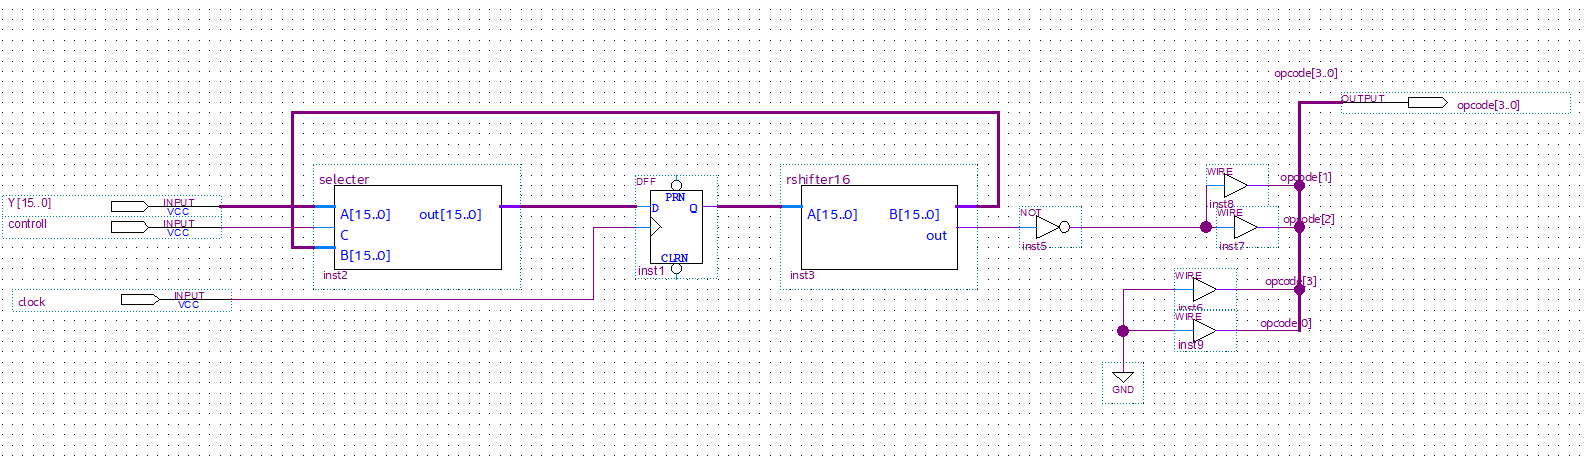 opcode[3..0]
OUTPUT
opcode[3..0]
selecter
DFF
rshifter16
WIRE
opcode[1]
Y[15..0]
INPUT
VCC
A[15..0]
out[15..0]
PRN
D
Q
A[15..0]
B[15..0]
inst8
NOT
WIRE
opcode[2]
controll
INPUT
VCC
C
out
B[15..0]
CLRN
inst5
inst7
inst2
inst1
inst3
WIRE
opcode[3]
clock
INPUT
VCC
inst6
WIRE
opcode[0]
inst9
GND